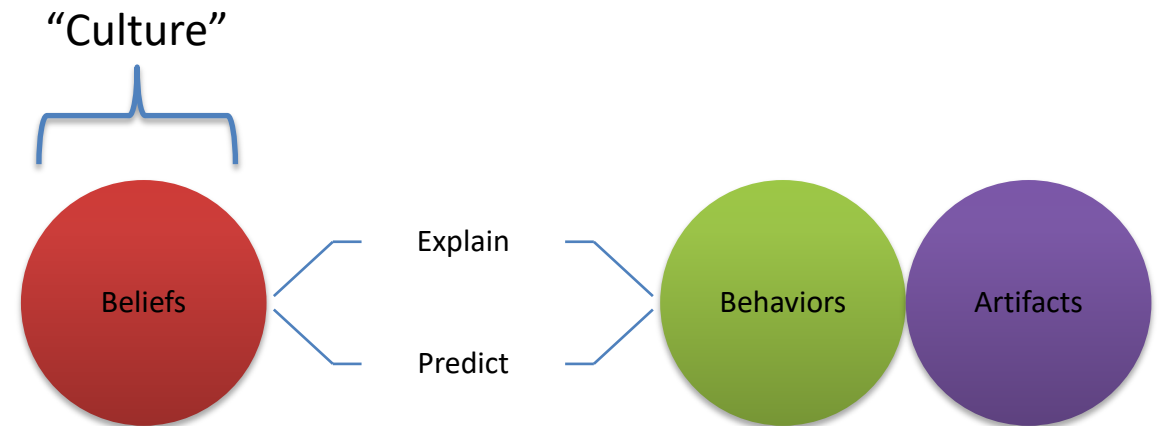 “Culture”
Beliefs
Explain
Predict
Behaviors
Artifacts